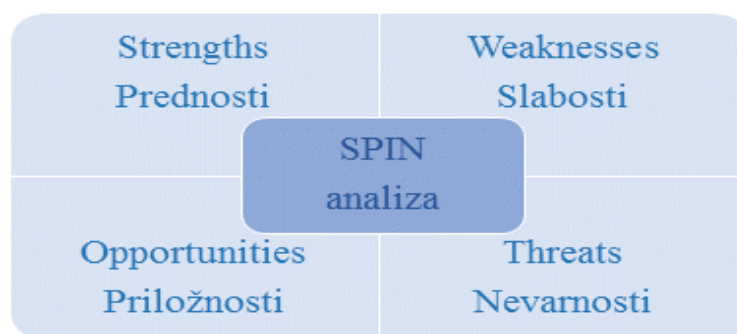 Strengths
Prednosti
Weaknesses
Slabosti
SPIN
analiza
Opportunities
Priložnosti
Threats
Nevarnosti